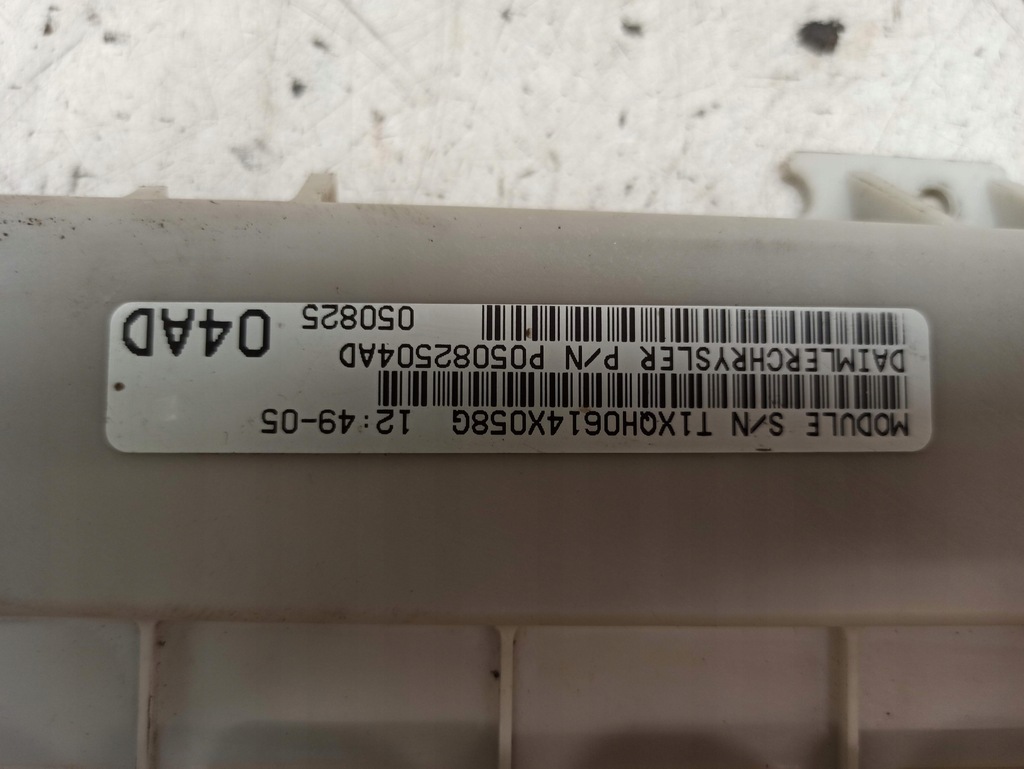 MODULE S/N T1XQH0614X058G 12:49-05
DAIMLERCHRYSLER P/N P05082504AD
050825 04AD